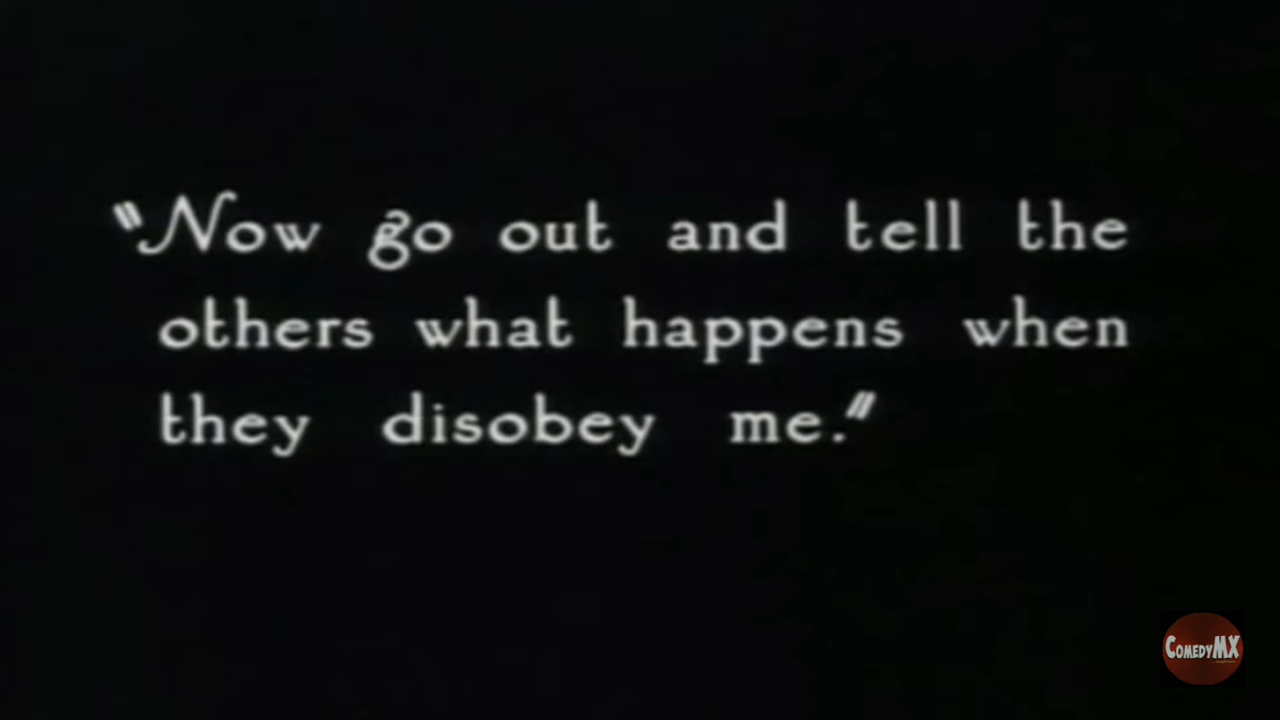 "Now go out and tell the
others what happens when
they disobey me."
COMEDYMX